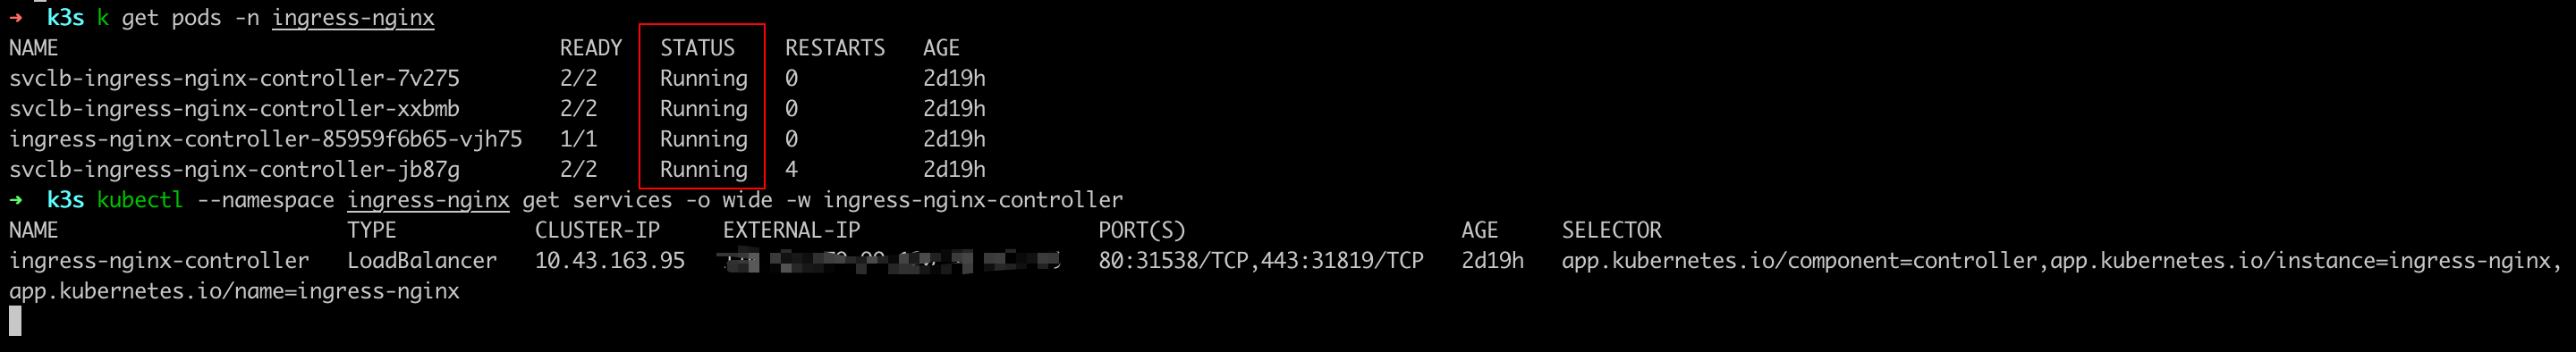 ➜ k3s k get pods -n ingress-nginx
NAME READY STATUS RESTARTS AGE
svclb-ingress-nginx-controller-7v275 2/2 Running 0 2d19h
svclb-ingress-nginx-controller-xxbmb 2/2 Running 0 2d19h
ingress-nginx-controller-85959f6b65-vjh75 1/1 Running 0 2d19h
svclb-ingress-nginx-controller-jb87g 2/2 Running 4 2d19h
➜ k3s kubectl --namespace ingress-nginx get services -o wide -w ingress-nginx-controller
NAME TYPE CLUSTER-IP EXTERNAL-IP PORT(S) AGE SELECTOR
ingress-nginx-controller LoadBalancer 10.43.163.95 80:31538/TCP,443:31819/TCP 2d19h app.kubernetes.io/component=controller,app.kubernetes.io/instance=ingress-nginx,
app.kubernetes.io/name=ingress-nginx